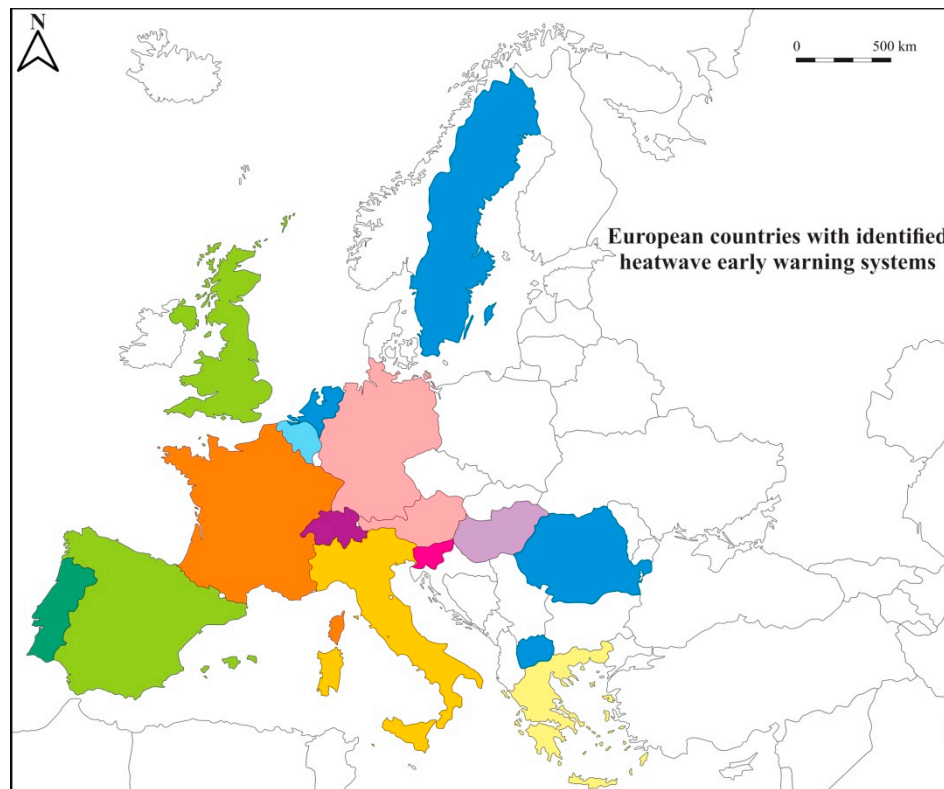 N
0 500 km
European countries with identified
heatwave early warning systems